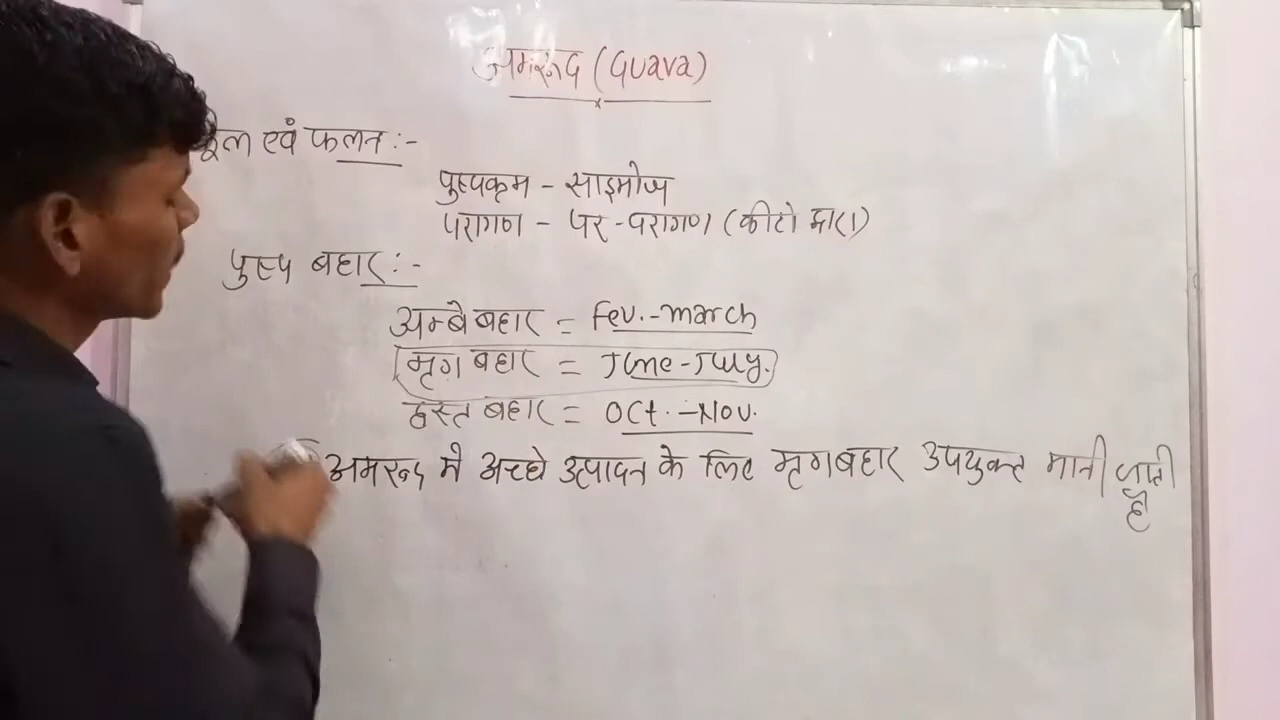 अमरूद (Guava)
फूल एवं फलन :-
पुष्पक्रम - साइमोज
परागण - पर-परागण (कीटो द्वारा)
पुष्प बहार :-
अम्बे बहार = Fev.-march
मृग बहार = June-July.
हस्त बहार = Oct.-Nov.
अमरूद में अच्छे उत्पादन के लिए मृगबहार उपयुक्त मानी जाती
है